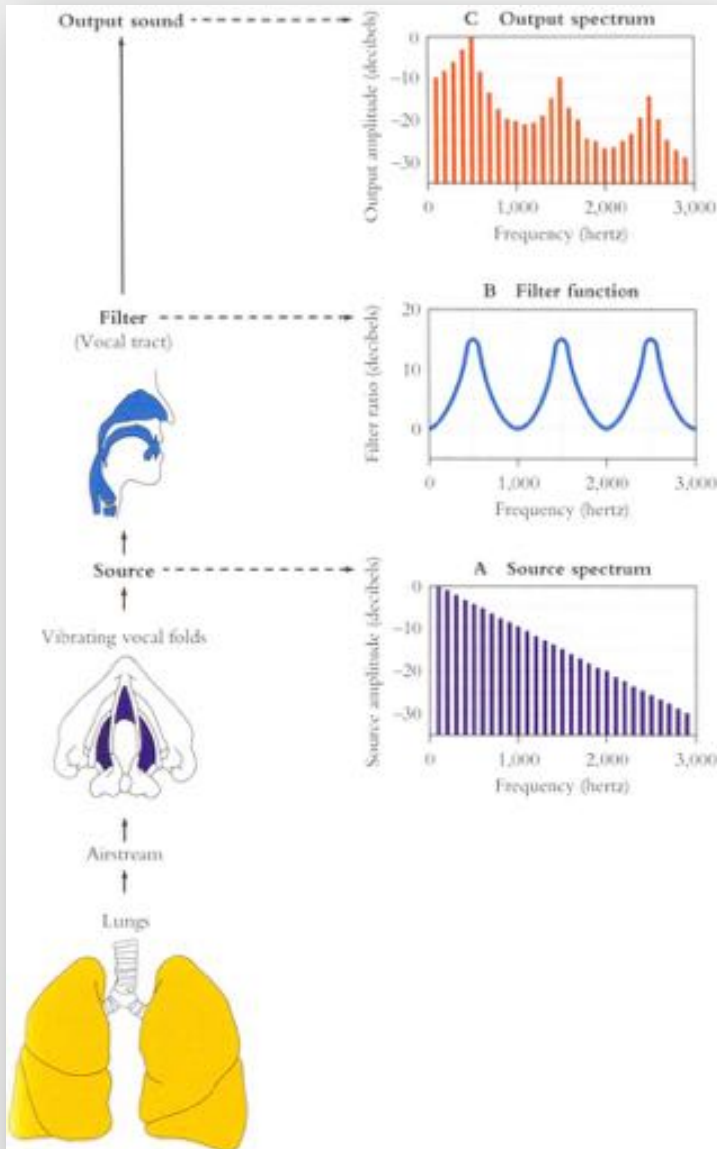 Output sound
C Output spectrum
Output amplitude (decibels)
0
−10
−20
−30
0 1,000 2,000 3,000
Frequency (hertz)
Filter
(Vocal tract)
B Filter function
Filter ratio (decibels)
20
10
0
0 1,000 2,000 3,000
Frequency (hertz)
Source
A Source spectrum
Source amplitude (decibels)
0
−10
−20
−30
0 1,000 2,000 3,000
Frequency (hertz)
Vibrating vocal folds
Airstream
Lungs